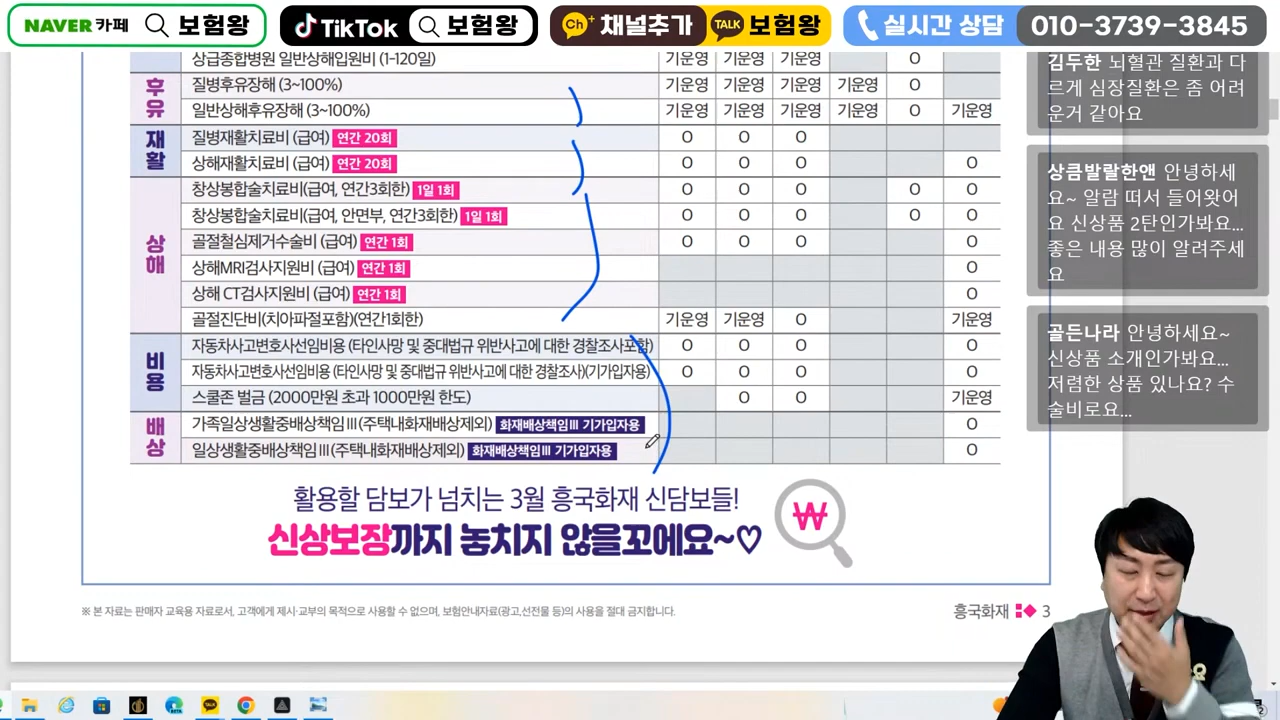 NAVER 카페 보험왕
TikTok 보험왕
Ch+ 채널추가 TALK 보험왕
실시간 상담 010-3739-3845
상급종합병원 일반상해입원비 (1-120일) 기운영 기운영 기운영 O
후유
질병후유장해 (3~100%) 기운영 기운영 기운영 기운영 O
일반상해후유장해 (3~100%) 기운영 기운영 기운영 기운영 O 기운영
재활
질병재활치료비 (급여) 연간 20회 O O O
상해재활치료비 (급여) 연간 20회 O O O O
상해
창상봉합술치료비(급여, 연간3회한) 1일 1회 O O O O O
창상봉합술치료비(급여, 안면부, 연간3회한) 1일 1회 O O O O O
골절철심제거수술비 (급여) 연간 1회 O O O O
상해MRI검사지원비 (급여) 연간 1회 O
상해 CT검사지원비 (급여) 연간 1회 O
골절진단비(치아파절포함)(연간1회한) 기운영 기운영 O 기운영
비용
자동차사고변호사선임비용 (타인사망 및 중대법규 위반사고에 대한 경찰조사포함) O O O O
자동차사고변호사선임비용 (타인사망 및 중대법규 위반사고에 대한 경찰조사)(기가입자용) O O O O
스쿨존 벌금 (2000만원 초과 1000만원 한도) O O 기운영
배상
가족일상생활중배상책임Ⅲ(주택내화재배상제외) 화재배상책임Ⅲ 기가입자용 O
일상생활중배상책임Ⅲ(주택내화재배상제외) 화재배상책임Ⅲ 기가입자용 O
활용할 담보가 넘치는 3월 흥국화재 신담보들!
신상보장까지 놓치지 않을꼬에요~♡
₩
※ 본 자료는 판매자 교육용 자료로서, 고객에게 제시·교부의 목적으로 사용할 수 없으며, 보험안내자료(광고,선전물 등)의 사용을 절대 금지합니다.
흥국화재 3
김두한 뇌혈관 질환과 다
르게 심장질환은 좀 어려
운거 같아요
상큼발랄한앤 안녕하세
요~ 알람 떠서 들어왓어
요 신상품 2탄인가봐요...
좋은 내용 많이 알려주세
요
골든나라 안녕하세요~
신상품 소개인가봐요...
저렴한 상품 있나요? 수
술비로요...
TALK